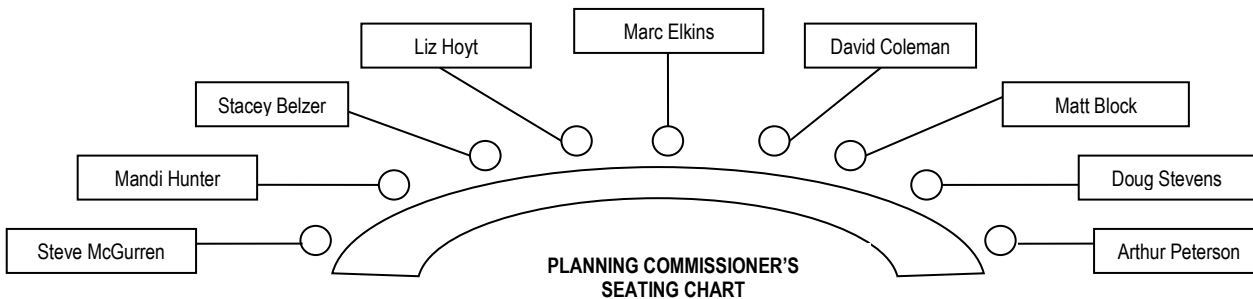 Marc Elkins
Liz Hoyt
David Coleman
Stacey Belzer
Matt Block
Mandi Hunter
Doug Stevens
Steve McGurren
Arthur Peterson
PLANNING COMMISSIONER'S
SEATING CHART